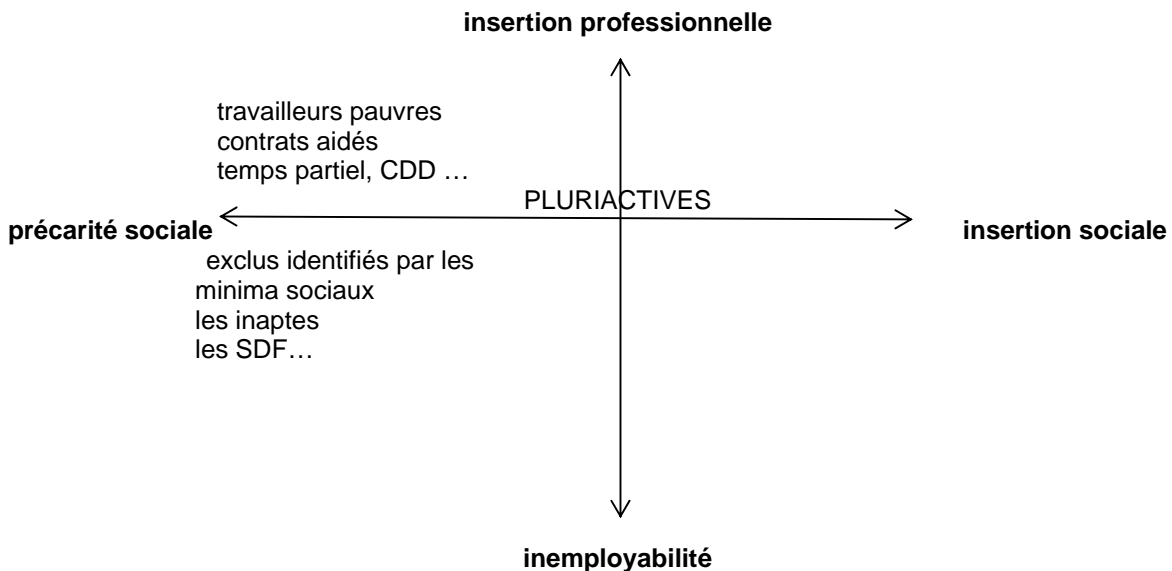 insertion professionnelle
travailleurs pauvres
contrats aidés
temps partiel, CDD …
PLURIACTIVES
précarité sociale
insertion sociale
exclus identifiés par les
minima sociaux
les inaptes
les SDF…
inemployabilité